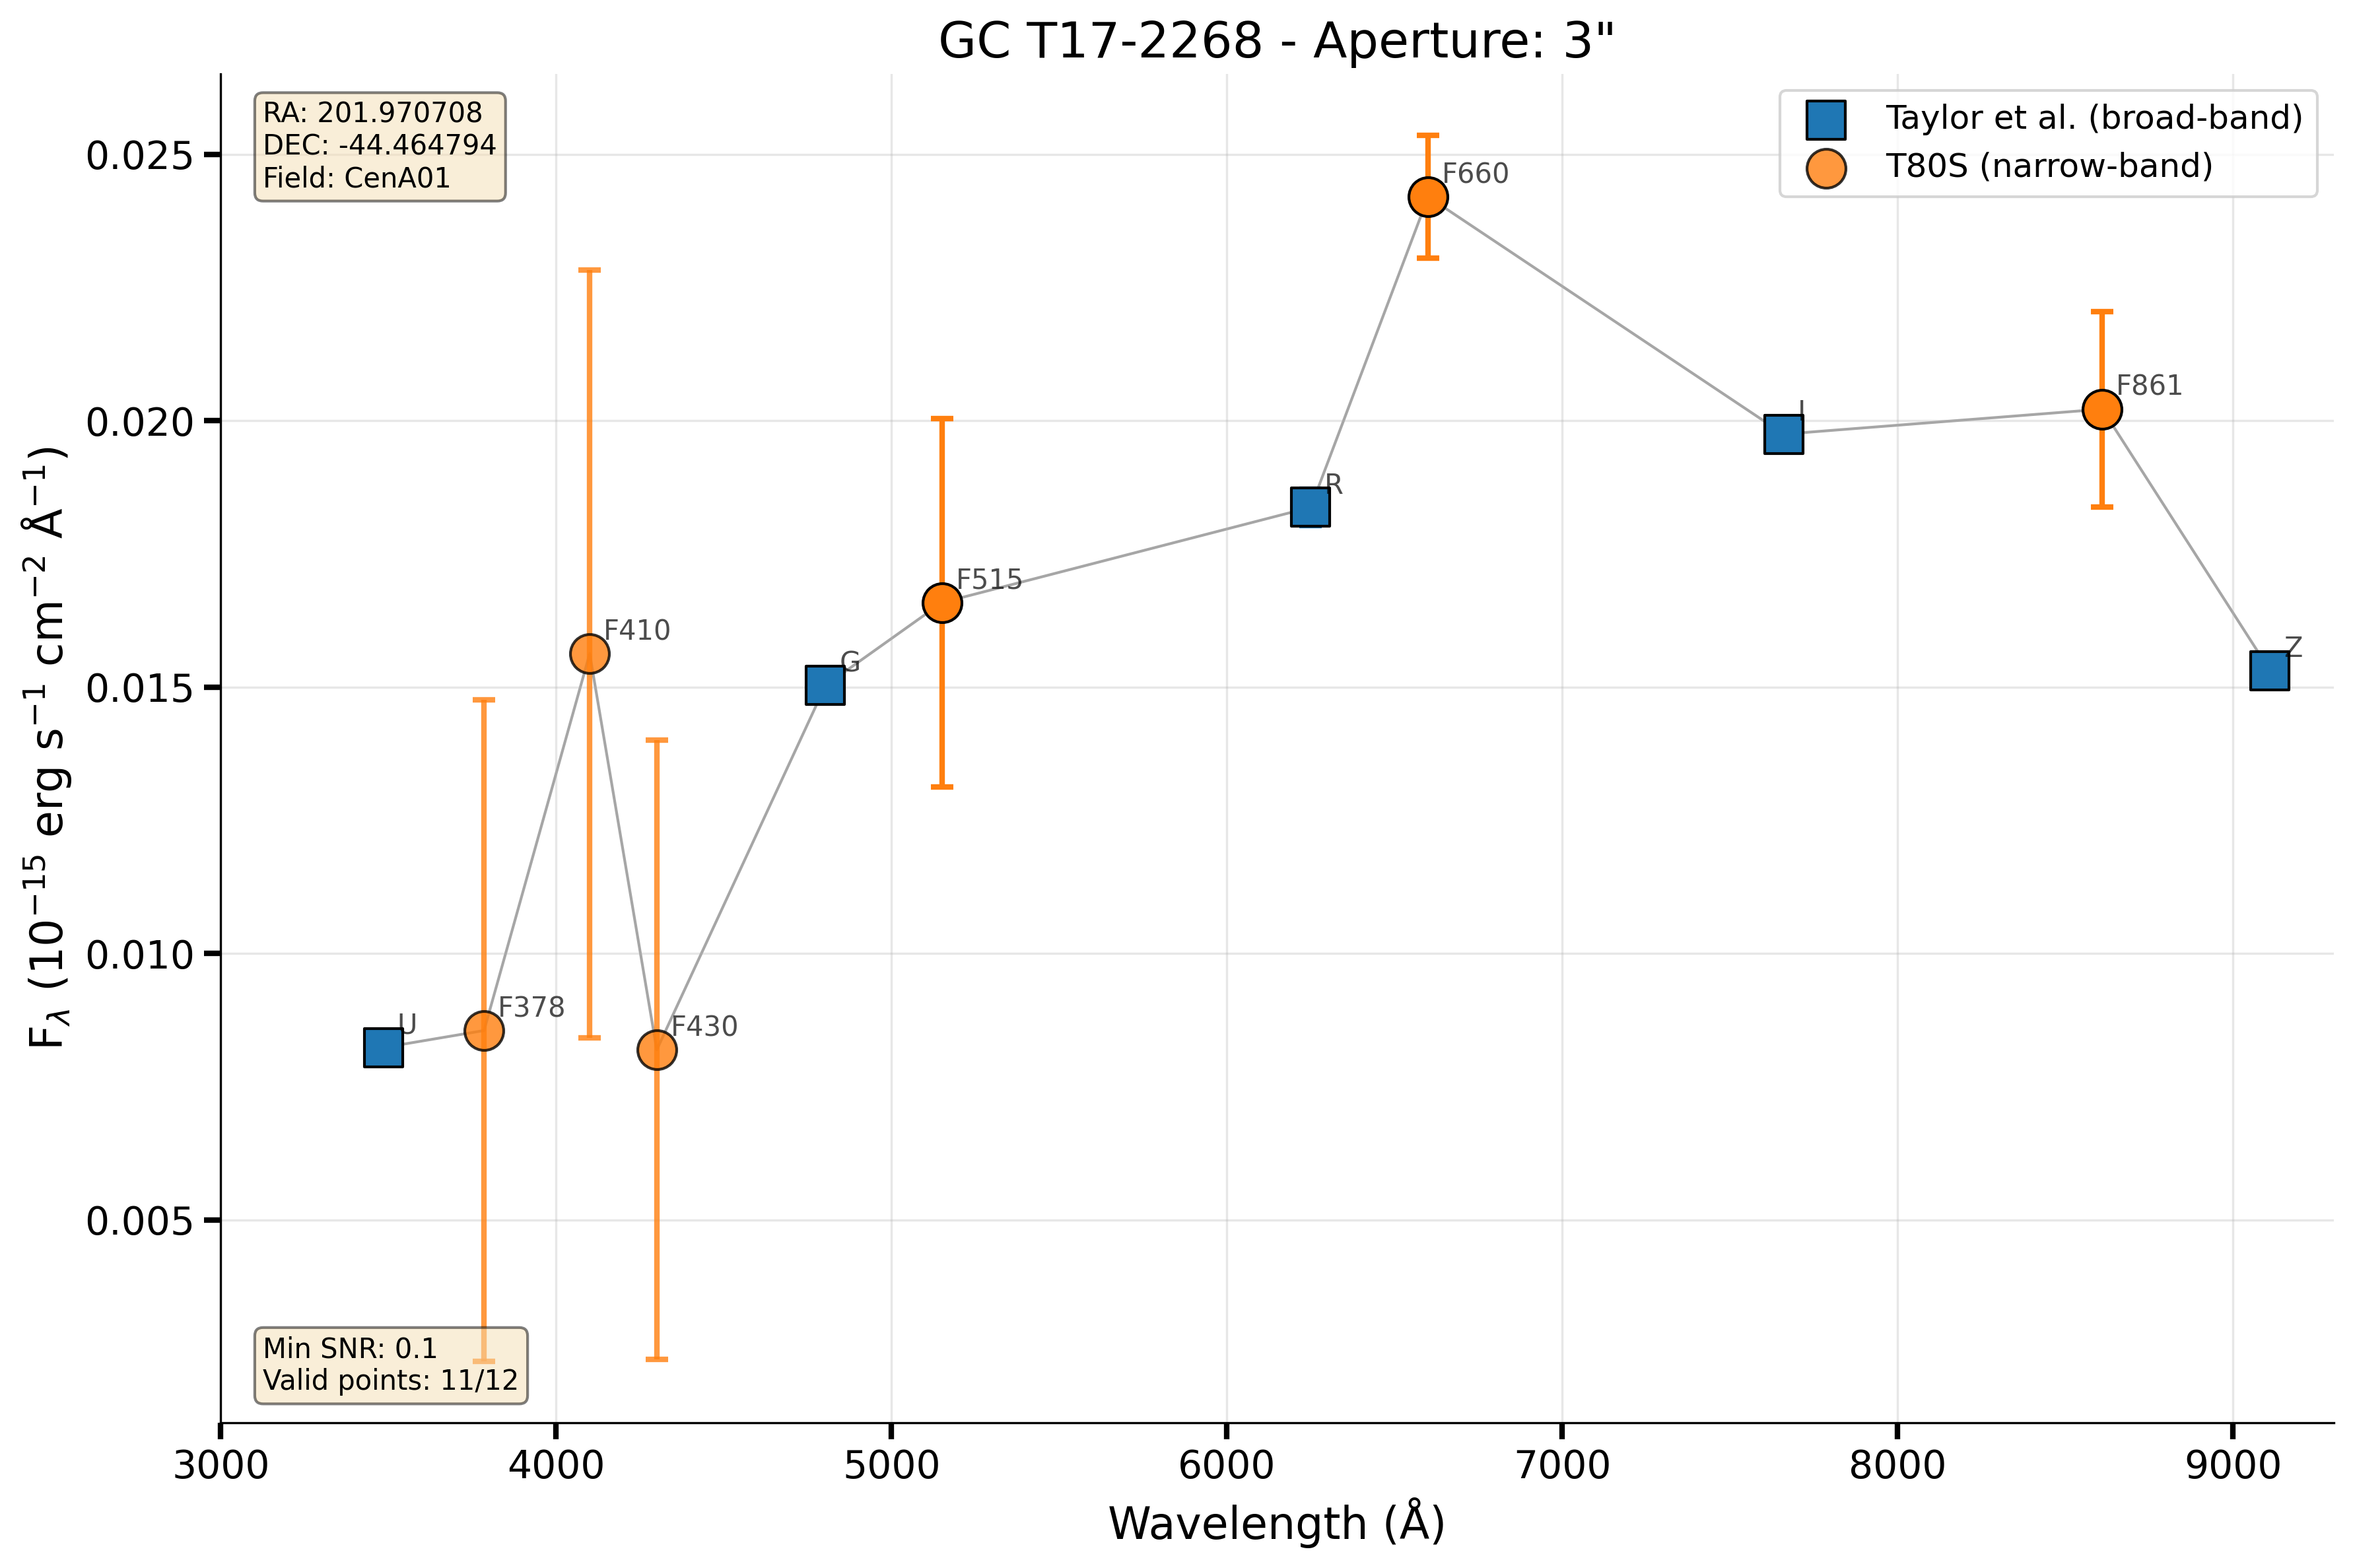 GC T17-2268 - Aperture: 3"
RA: 201.970708
DEC: -44.464794
Field: CenA01
Taylor et al. (broad-band)
T80S (narrow-band)
0.025
0.020
0.015
0.010
0.005
F660
I
F861
R
F515
F410
G
Z
U
F378
F430
Fλ (10⁻¹⁵ erg s⁻¹ cm⁻² Å⁻¹)
Min SNR: 0.1
Valid points: 11/12
3000 4000 5000 6000 7000 8000 9000
Wavelength (Å)